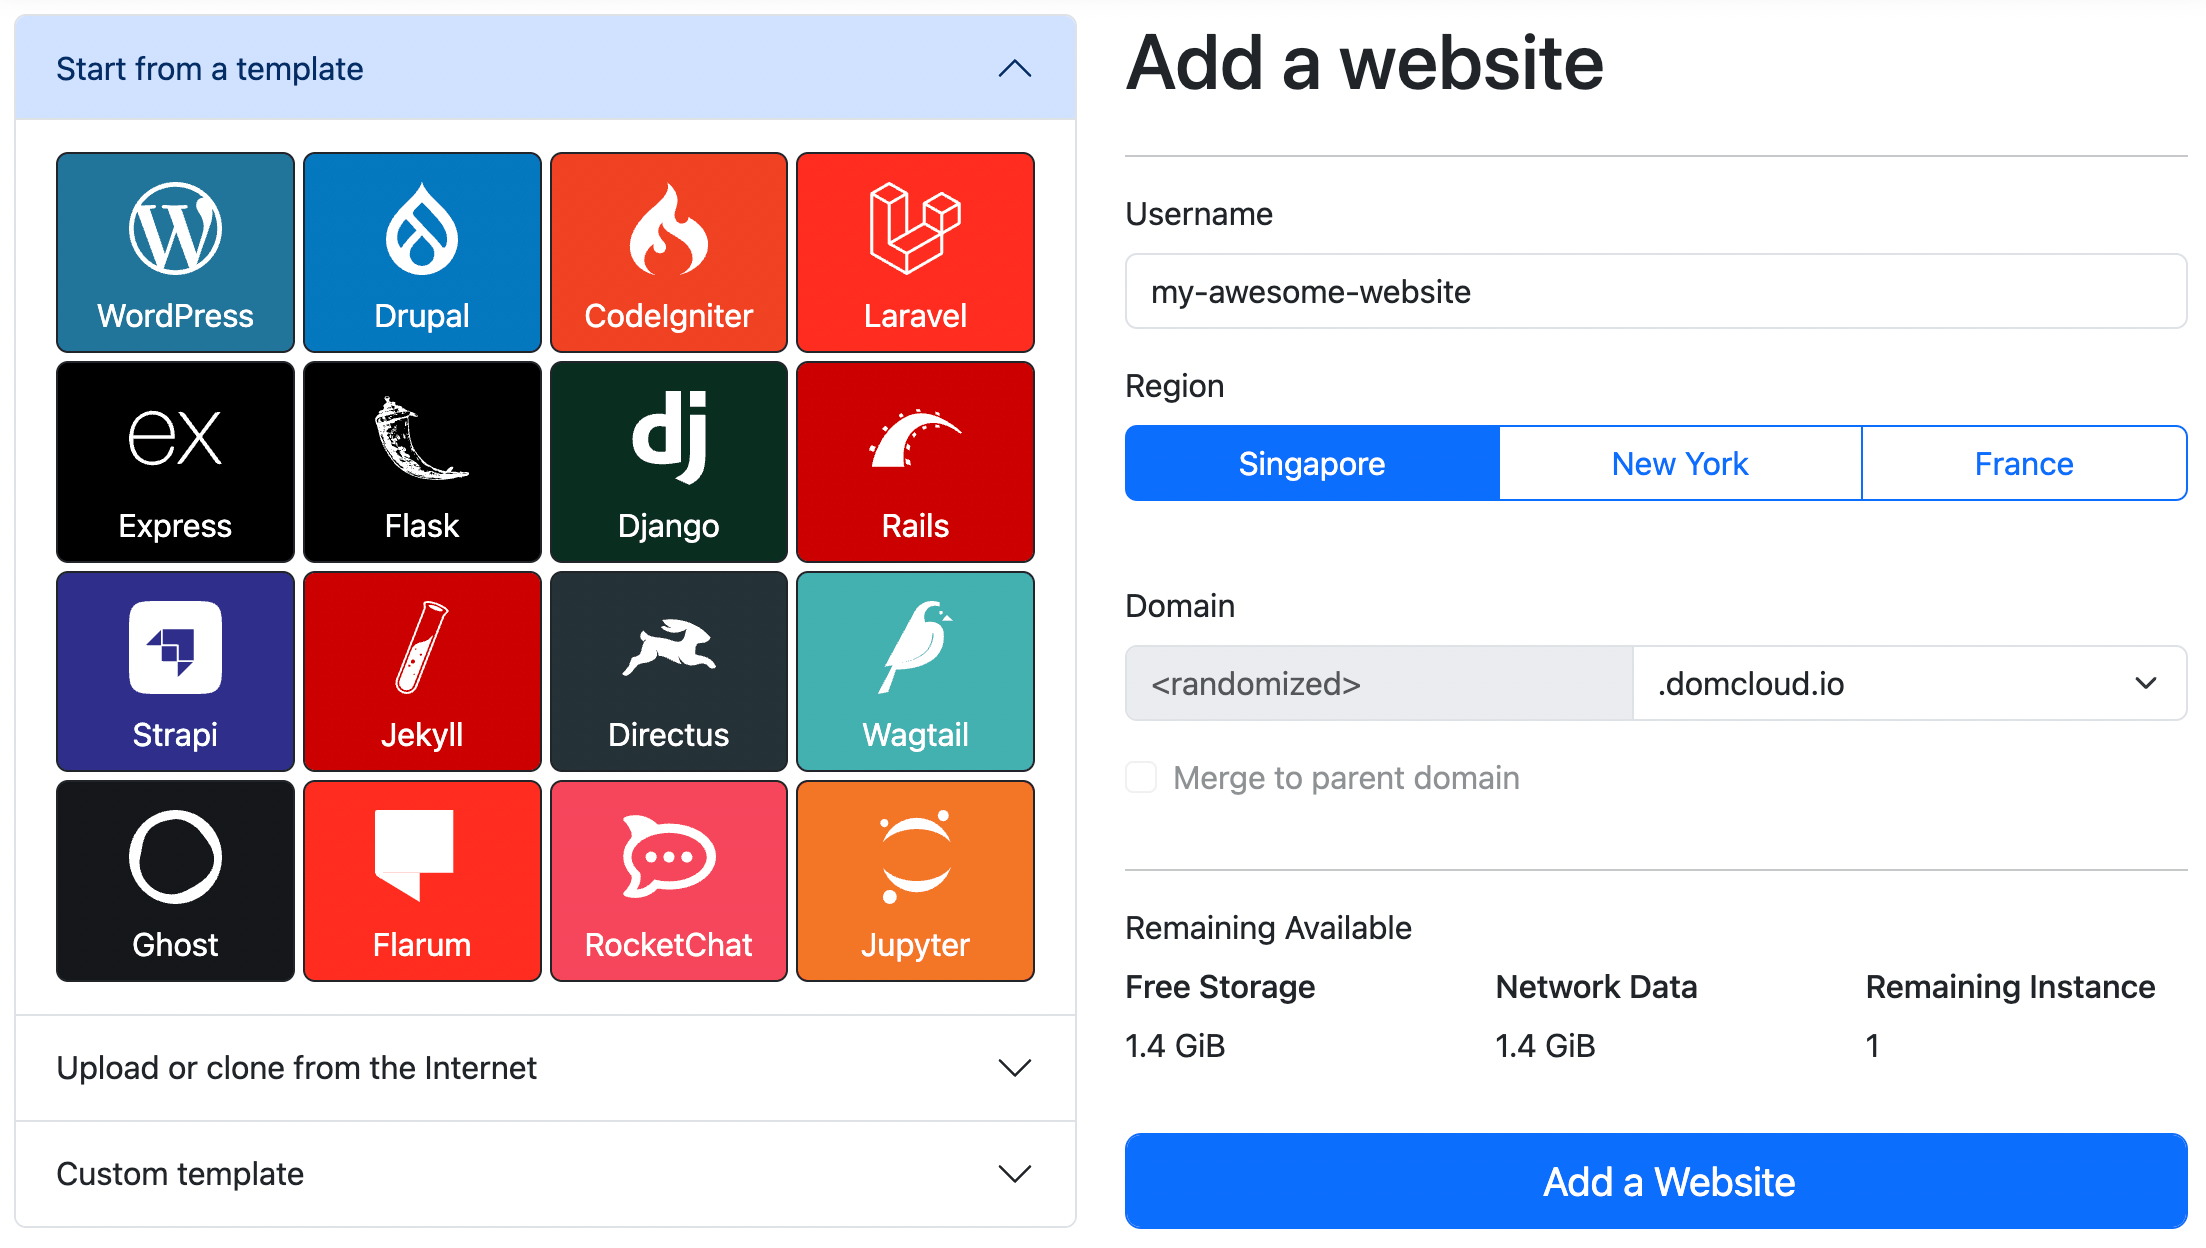 Start from a template
WordPress
Drupal
CodeIgniter
Laravel
ex
Express
Flask
dj
Django
Rails
Strapi
Jekyll
Directus
Wagtail
Ghost
Flarum
RocketChat
Jupyter
Upload or clone from the Internet
Custom template
Add a website
Username
my-awesome-website
Region
Singapore
New York
France
Domain
<randomized>
.domcloud.io
Merge to parent domain
Remaining Available
Free Storage
Network Data
Remaining Instance
1.4 GiB
1.4 GiB
1
Add a Website